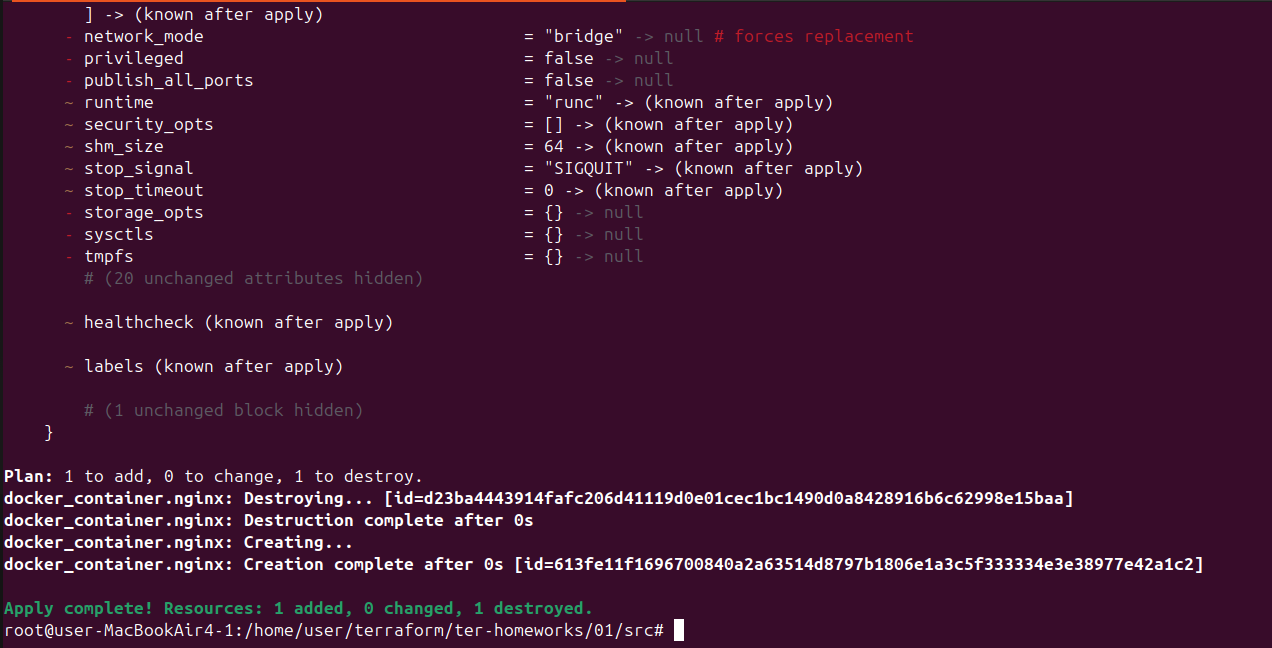 ] -> (known after apply)
- network_mode = "bridge" -> null # forces replacement
- privileged = false -> null
- publish_all_ports = false -> null
~ runtime = "runc" -> (known after apply)
~ security_opts = [] -> (known after apply)
~ shm_size = 64 -> (known after apply)
~ stop_signal = "SIGQUIT" -> (known after apply)
~ stop_timeout = 0 -> (known after apply)
- storage_opts = {} -> null
- sysctls = {} -> null
- tmpfs = {} -> null
# (20 unchanged attributes hidden)
~ healthcheck (known after apply)
~ labels (known after apply)
# (1 unchanged block hidden)
}
Plan: 1 to add, 0 to change, 1 to destroy.
docker_container.nginx: Destroying... [id=d23ba4443914fafc206d41119d0e01cec1bc1490d0a8428916b6c62998e15baa]
docker_container.nginx: Destruction complete after 0s
docker_container.nginx: Creating...
docker_container.nginx: Creation complete after 0s [id=613fe11f1696700840a2a63514d8797b1806e1a3c5f333334e3e38977e42a1c2]
Apply complete! Resources: 1 added, 0 changed, 1 destroyed.
root@user-MacBookAir4-1:/home/user/terraform/ter-homeworks/01/src#